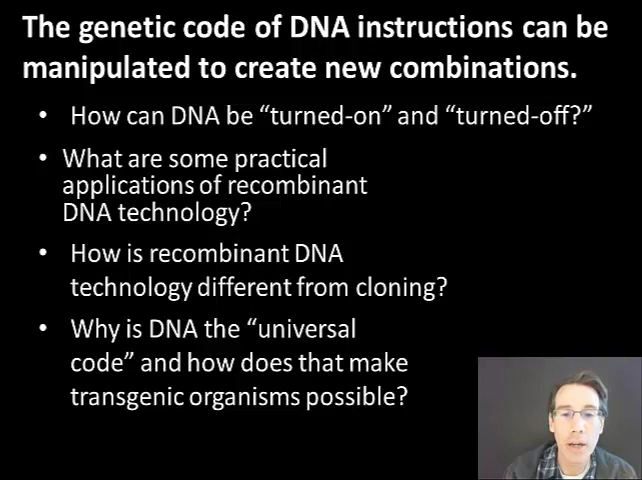 The genetic code of DNA instructions can be
manipulated to create new combinations.
• How can DNA be “turned-on” and “turned-off?”
• What are some practical
applications of recombinant
DNA technology?
• How is recombinant DNA
technology different from cloning?
• Why is DNA the “universal
code” and how does that make
transgenic organisms possible?